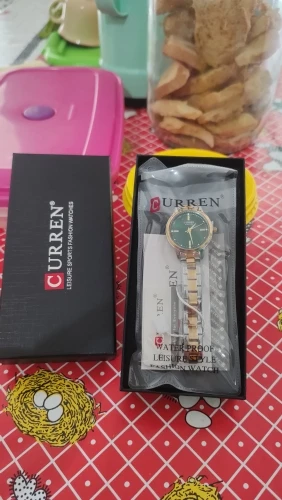 CURREN®
LEISURE SPORTS FASHION WATCHES
CURREN
WATER PROOF
LEISURE STYLE
FASHION WATCH